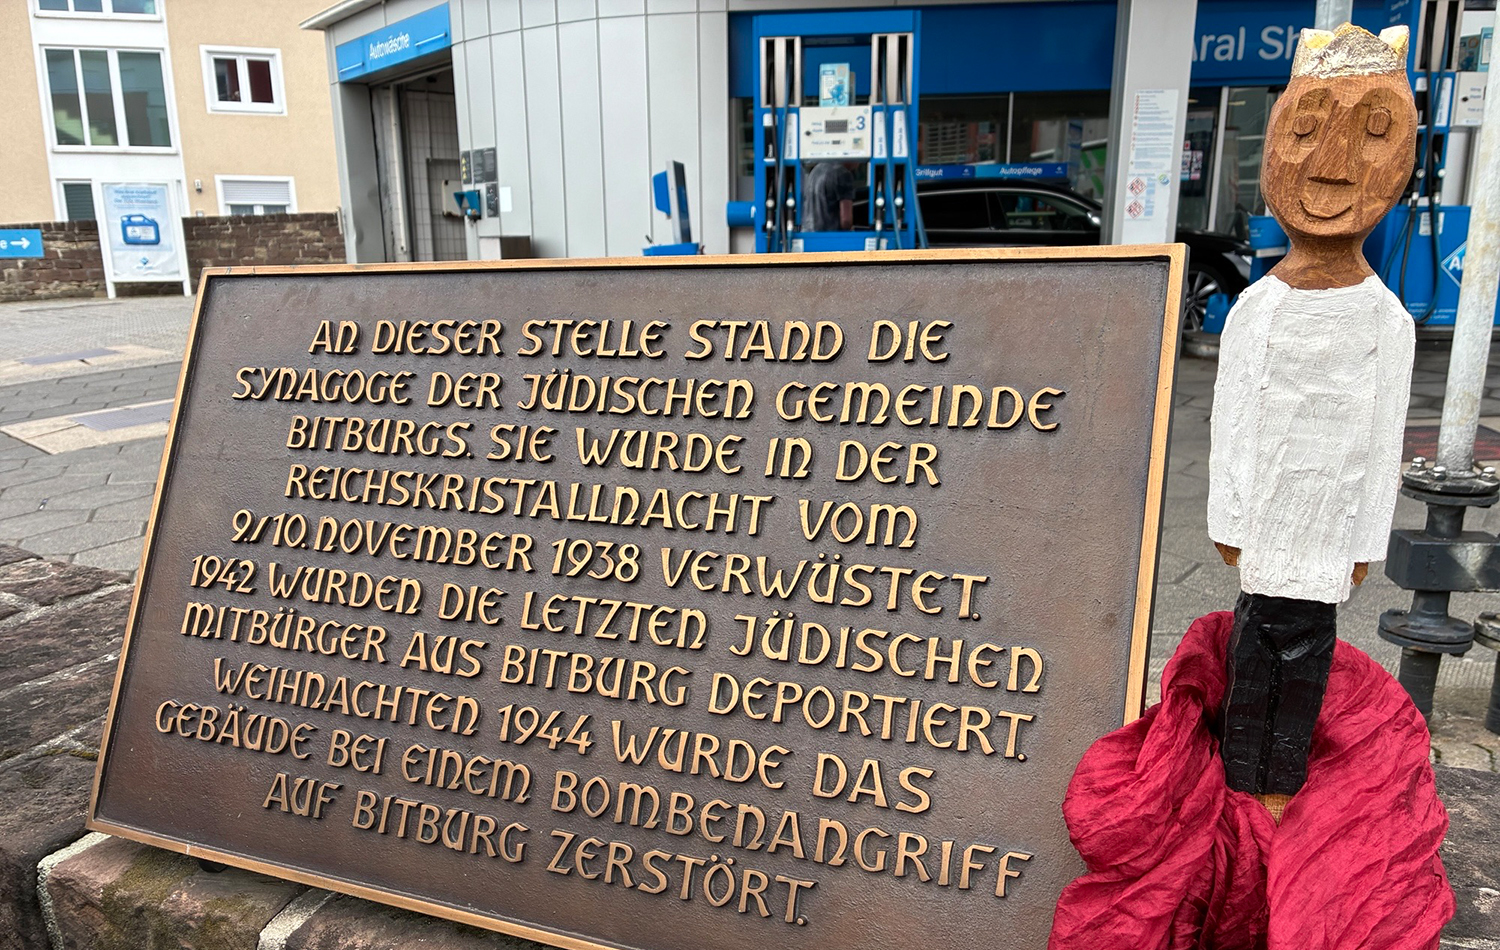 Autowäsche
Aral Sh
3
Grillgut
Autopflege
e →
AN DIESER STELLE STAND DIE
SYNAGOGE DER JÜDISCHEN GEMEINDE
BITBURGS. SIE WURDE IN DER
REICHSKRISTALLNACHT VOM
9./10. NOVEMBER 1938 VERWÜSTET.
1942 WURDEN DIE LETZTEN JÜDISCHEN
MITBÜRGER AUS BITBURG DEPORTIERT.
WEIHNACHTEN 1944 WURDE DAS
GEBÄUDE BEI EINEM BOMBENANGRIFF
AUF BITBURG ZERSTÖRT.